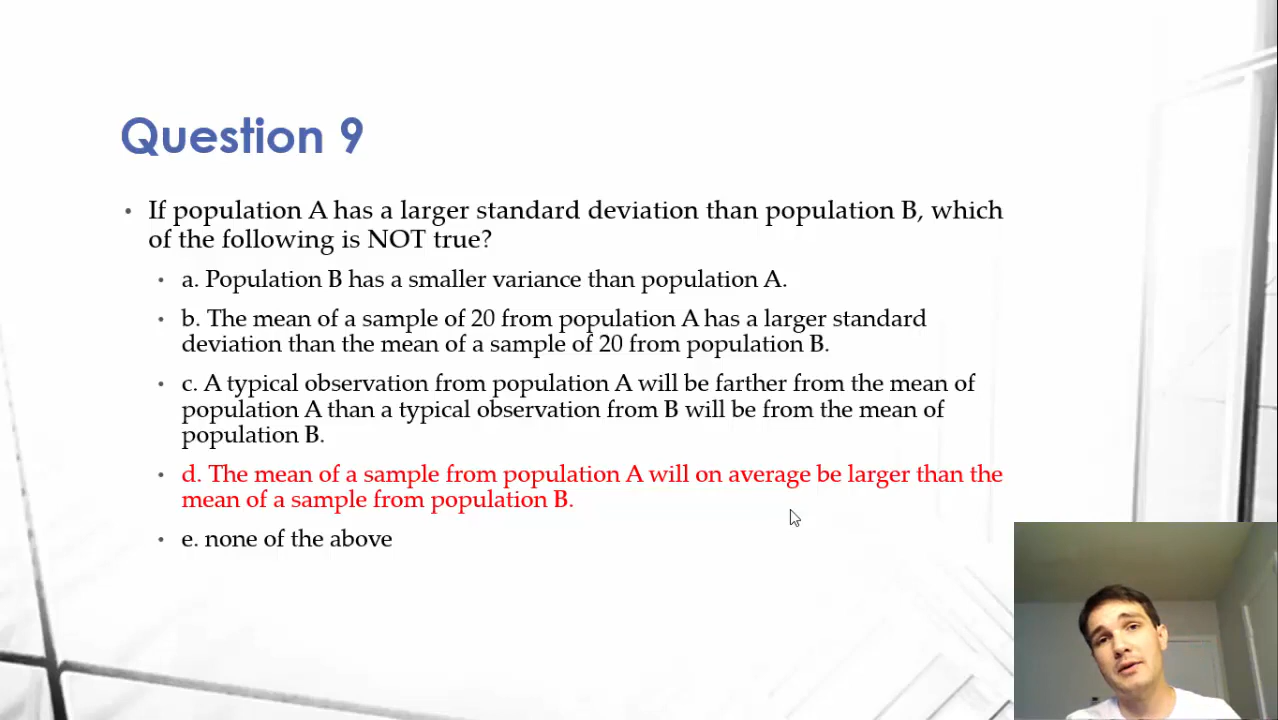 Question 9
• If population A has a larger standard deviation than population B, which
of the following is NOT true?
• a. Population B has a smaller variance than population A.
• b. The mean of a sample of 20 from population A has a larger standard
deviation than the mean of a sample of 20 from population B.
• c. A typical observation from population A will be farther from the mean of
population A than a typical observation from B will be from the mean of
population B.
• d. The mean of a sample from population A will on average be larger than the
mean of a sample from population B.
• e. none of the above